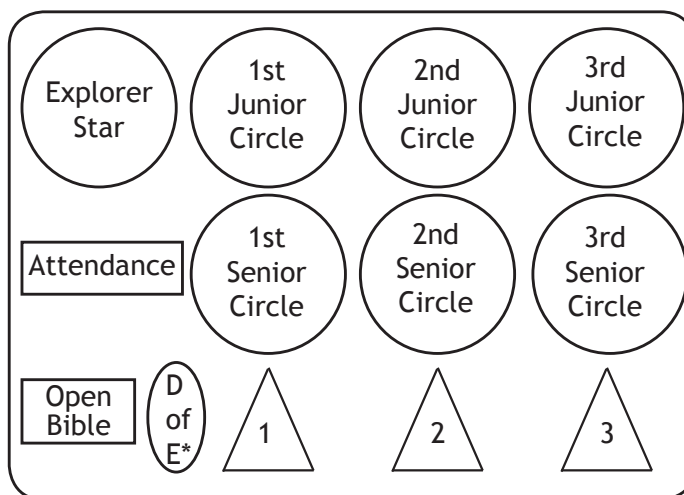 Explorer
Star
1st
Junior
Circle
2nd
Junior
Circle
3rd
Junior
Circle
Attendance
1st
Senior
Circle
2nd
Senior
Circle
3rd
Senior
Circle
Open
Bible
D
of
E*
1
2
3